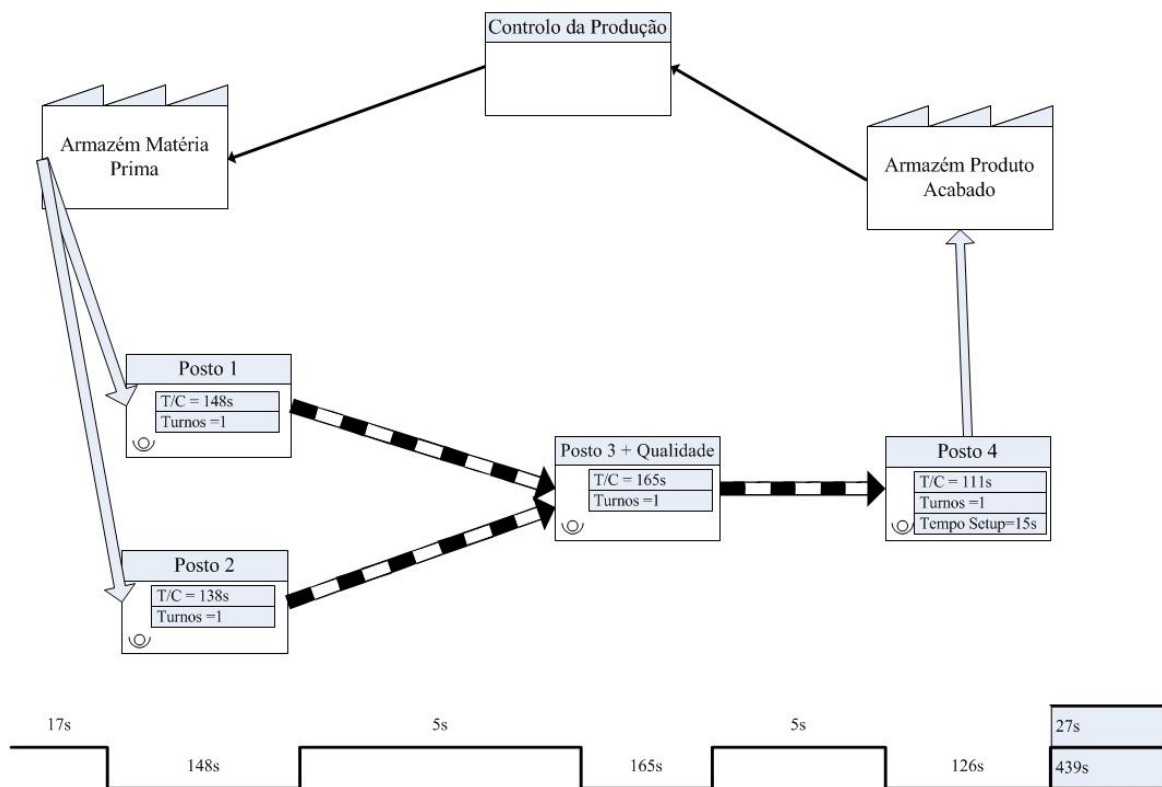 Controlo da Produção
Armazém Matéria
Prima
Armazém Produto
Acabado
Posto 1
T/C = 148s
Turnos =1
Posto 3 + Qualidade
T/C = 165s
Turnos =1
Posto 4
T/C = 111s
Turnos =1
Tempo Setup=15s
Posto 2
T/C = 138s
Turnos =1
17s
5s
5s
27s
148s
165s
126s
439s